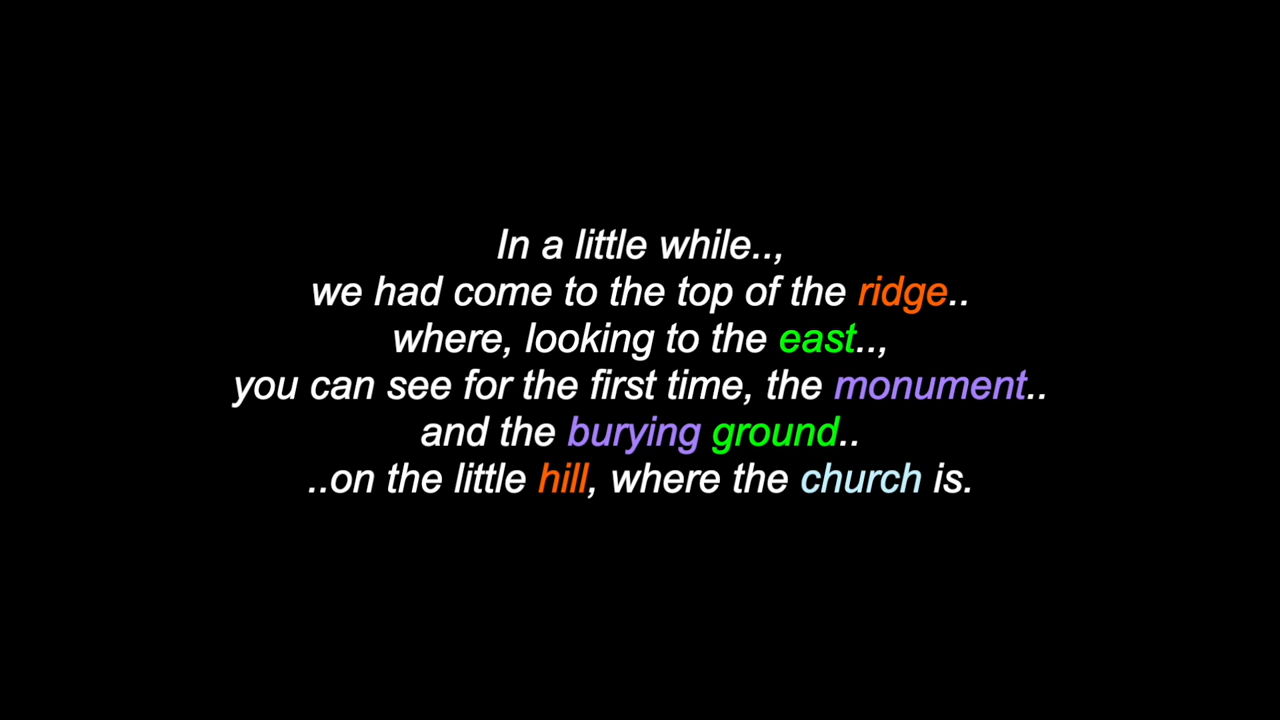 In a little while..,
we had come to the top of the ridge..
where, looking to the east..,
you can see for the first time, the monument..
and the burying ground..
..on the little hill, where the church is.